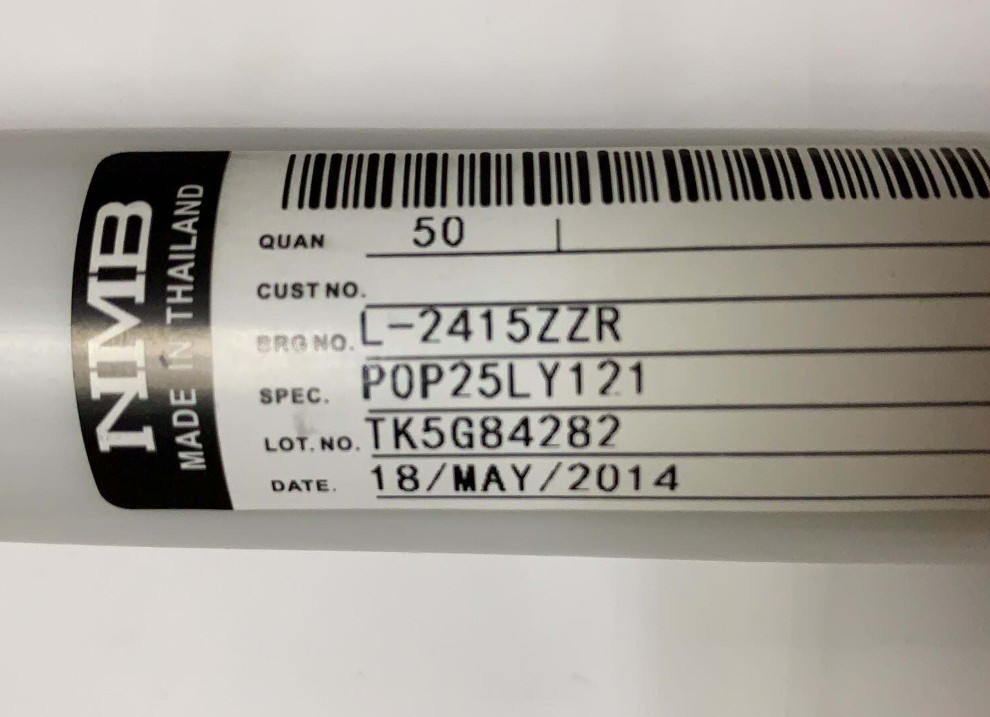 NMB
MADE IN THAILAND
QUAN 50
CUST NO.
BRG NO. L-2415ZZR
SPEC. P0P25LY121
LOT. NO. TK5G84282
DATE. 18/MAY/2014